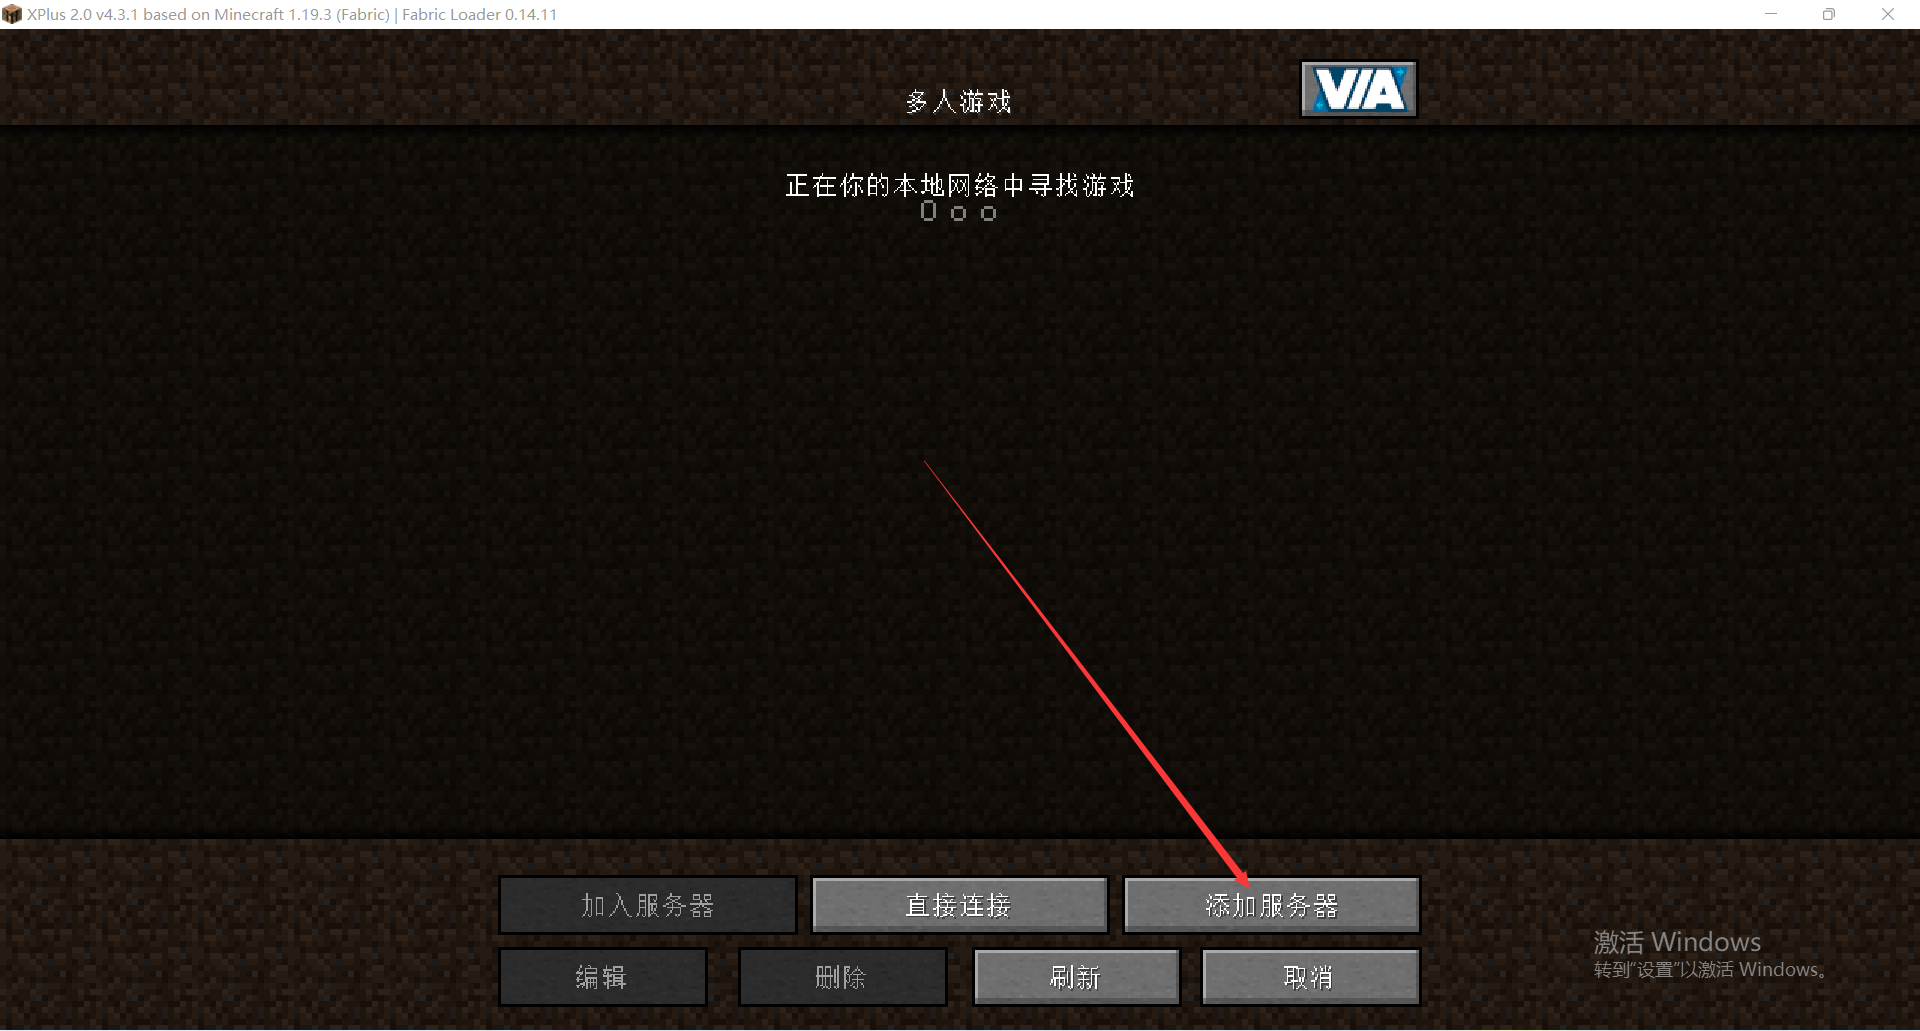 XPlus 2.0 v4.3.1 based on Minecraft 1.19.3 (Fabric) | Fabric Loader 0.14.11
多人游戏
VIA
正在你的本地网络中寻找游戏
O o o
加入服务器
直接连接
添加服务器
编辑
删除
刷新
取消
激活 Windows
转到“设置”以激活 Windows。